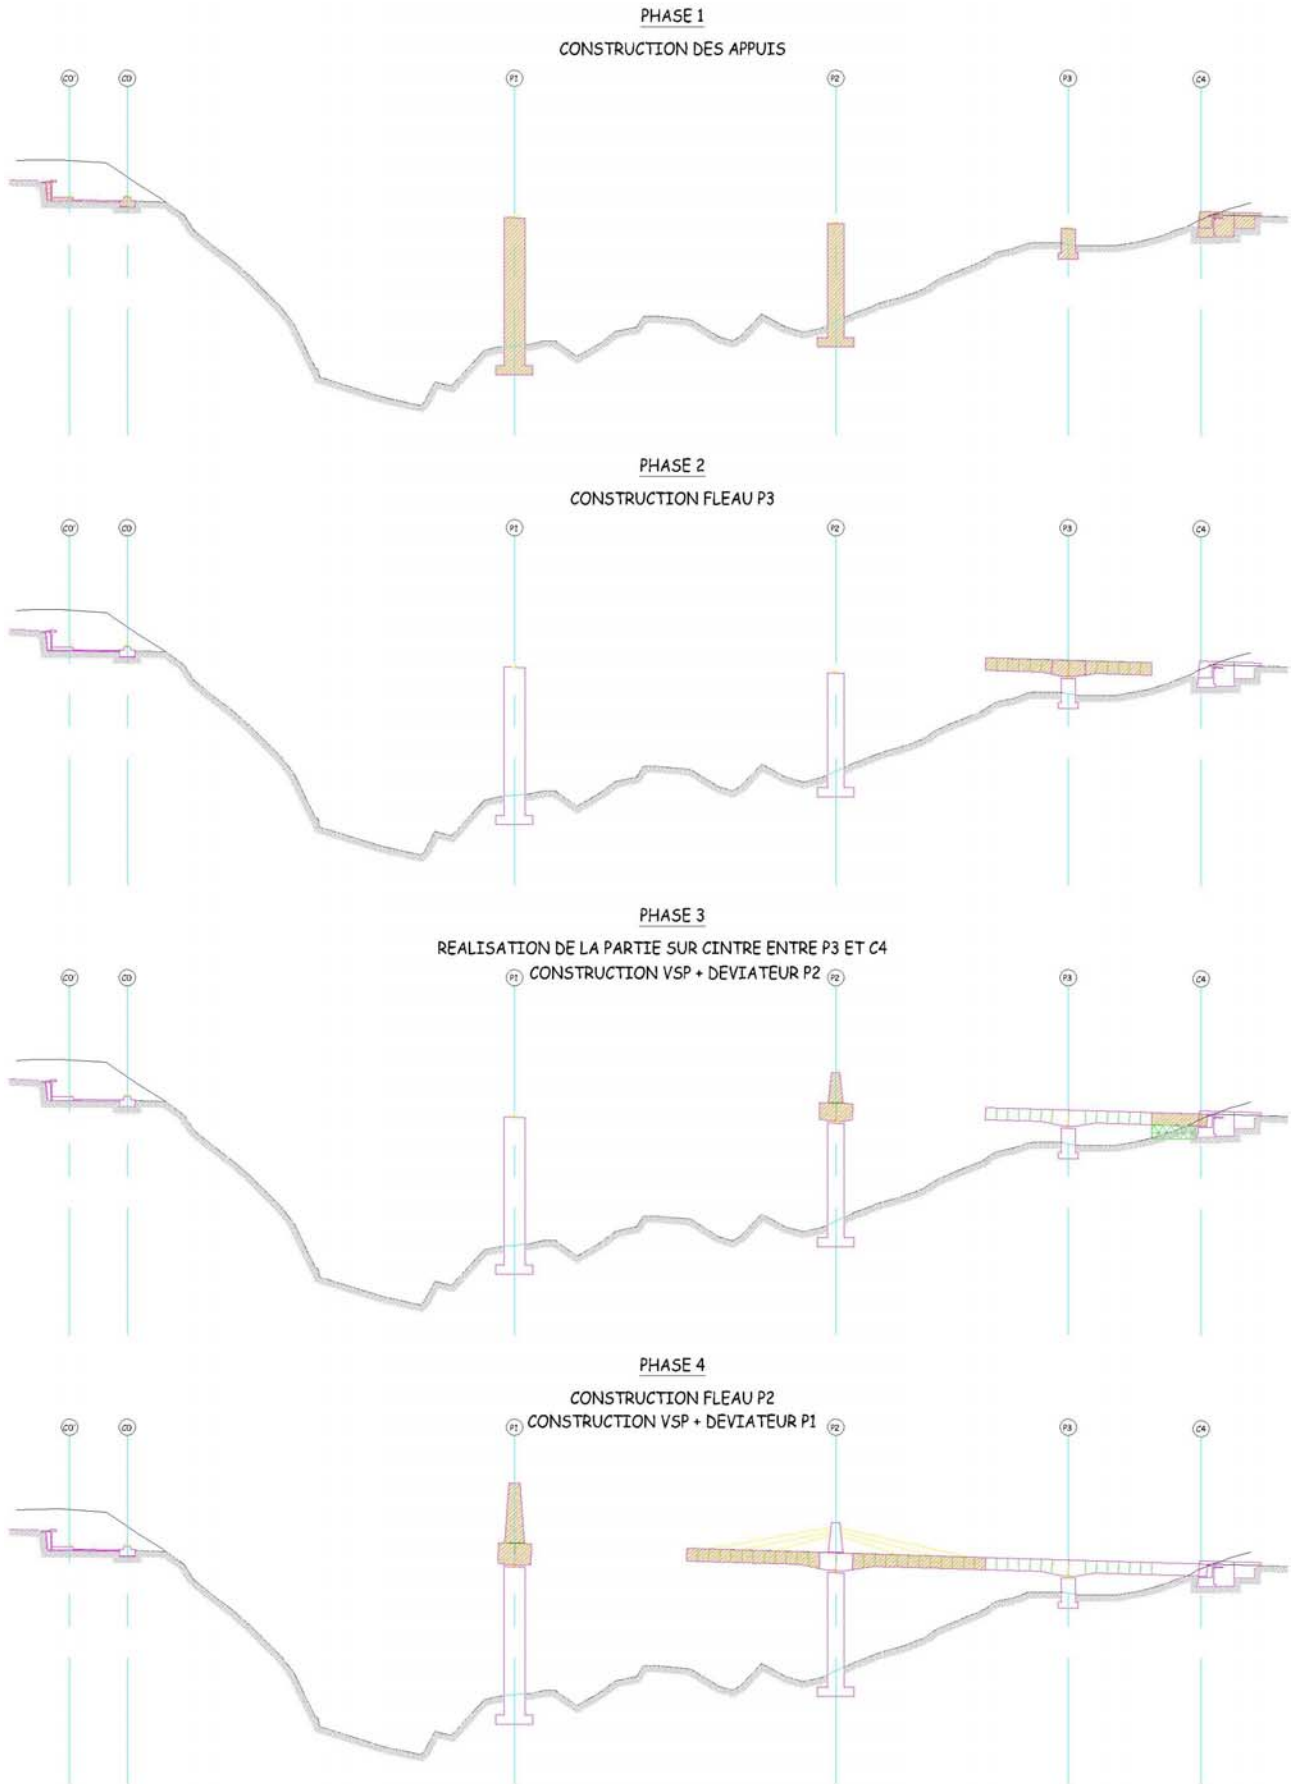 PHASE 1
CONSTRUCTION DES APPUIS
C0' C0 P1 P2 P3 C4
PHASE 2
CONSTRUCTION FLEAU P3
C0' C0 P1 P2 P3 C4
PHASE 3
REALISATION DE LA PARTIE SUR CINTRE ENTRE P3 ET C4
CONSTRUCTION VSP + DEVIATEUR P2
C0' C0 P1 P2 P3 C4
PHASE 4
CONSTRUCTION FLEAU P2
CONSTRUCTION VSP + DEVIATEUR P1
C0' C0 P1 P2 P3 C4